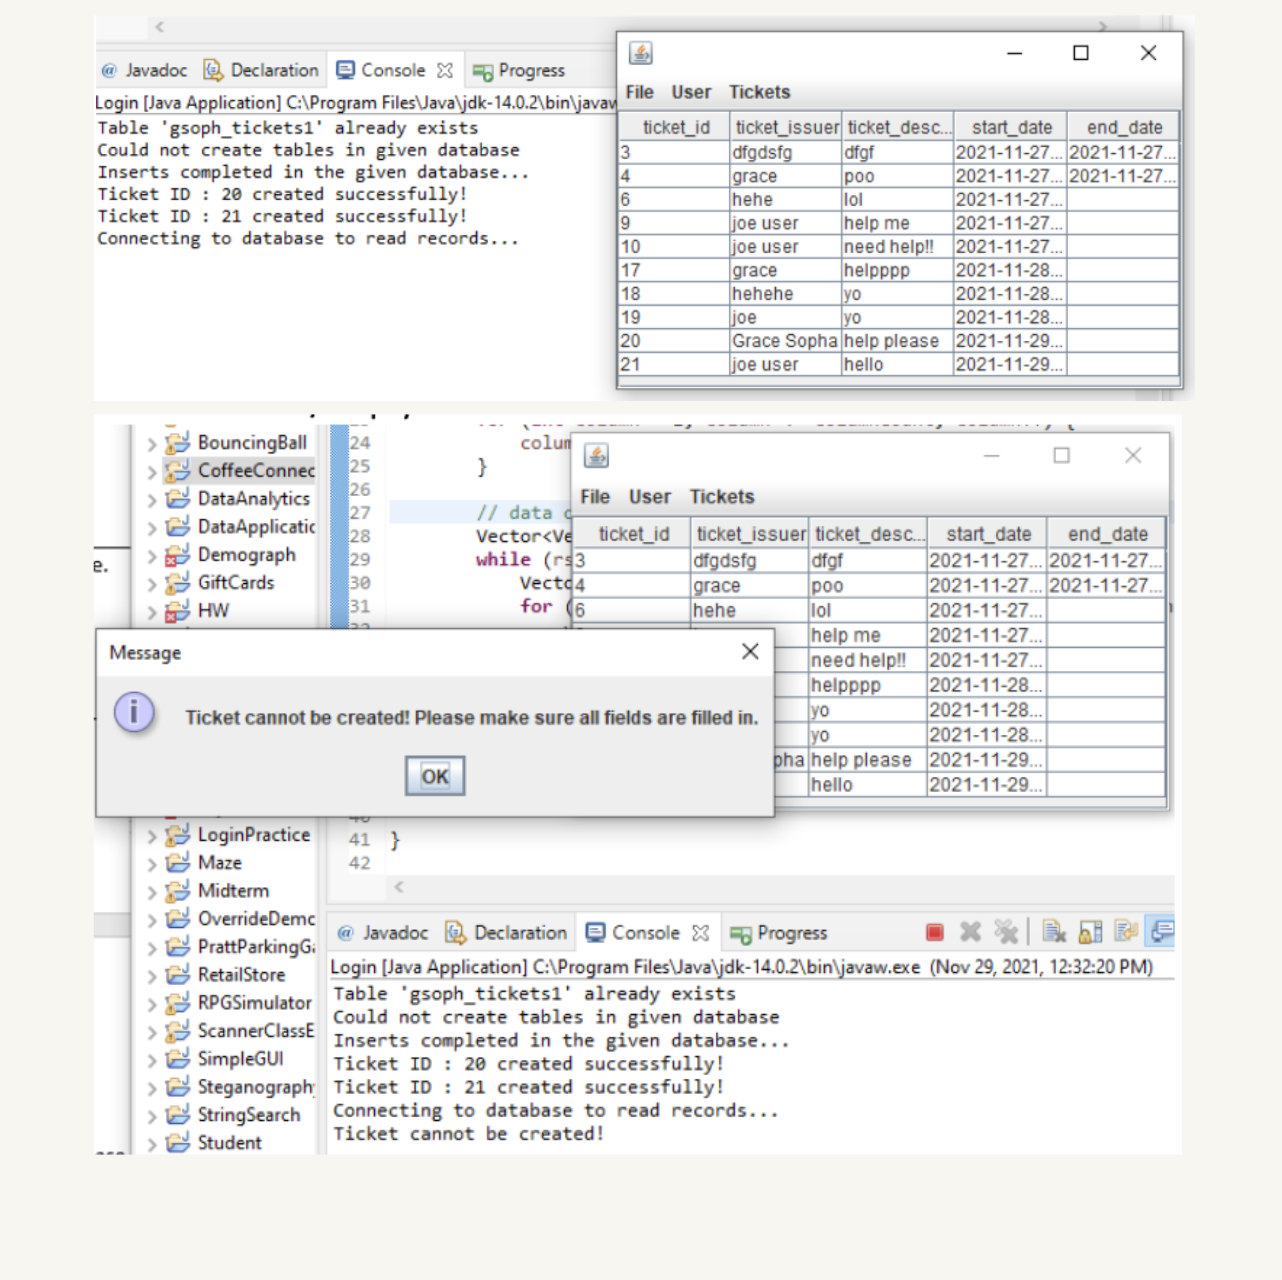 @ Javadoc Declaration Console Progress
Login [Java Application] C:\Program Files\Java\jdk-14.0.2\bin\javaw
Table 'gsoph_tickets1' already exists
Could not create tables in given database
Inserts completed in the given database...
Ticket ID : 20 created successfully!
Ticket ID : 21 created successfully!
Connecting to database to read records...
File User Tickets
ticket_id ticket_issuer ticket_desc... start_date end_date
3 dfgdsfg dfgf 2021-11-27... 2021-11-27...
4 grace poo 2021-11-27... 2021-11-27...
6 hehe lol 2021-11-27...
9 joe user help me 2021-11-27...
10 joe user need help!! 2021-11-27...
17 grace helpppp 2021-11-28...
18 hehehe yo 2021-11-28...
19 joe yo 2021-11-28...
20 Grace Sopha help please 2021-11-29...
21 joe user hello 2021-11-29...
e.
BouncingBall
CoffeeConnec
DataAnalytics
DataApplicatic
Demograph
GiftCards
HW
24 colum
25 }
26
27 // data c
28 Vector<Ve
29 while (rs
30 Vecto
31 for (
File User Tickets
ticket_id ticket_issuer ticket_desc... start_date end_date
3 dfgdsfg dfgf 2021-11-27... 2021-11-27...
4 grace poo 2021-11-27... 2021-11-27...
6 hehe lol 2021-11-27...
help me 2021-11-27...
need help!! 2021-11-27...
helpppp 2021-11-28...
yo 2021-11-28...
yo 2021-11-28...
pha help please 2021-11-29...
hello 2021-11-29...
Message
i
Ticket cannot be created! Please make sure all fields are filled in.
OK
LoginPractice
Maze
Midterm
OverrideDemc
PrattParkingGa
RetailStore
RPGSimulator
ScannerClassE
SimpleGUI
Steganography
StringSearch
Student
41 }
42
@ Javadoc Declaration Console Progress
Login [Java Application] C:\Program Files\Java\jdk-14.0.2\bin\javaw.exe (Nov 29, 2021, 12:32:20 PM)
Table 'gsoph_tickets1' already exists
Could not create tables in given database
Inserts completed in the given database...
Ticket ID : 20 created successfully!
Ticket ID : 21 created successfully!
Connecting to database to read records...
Ticket cannot be created!